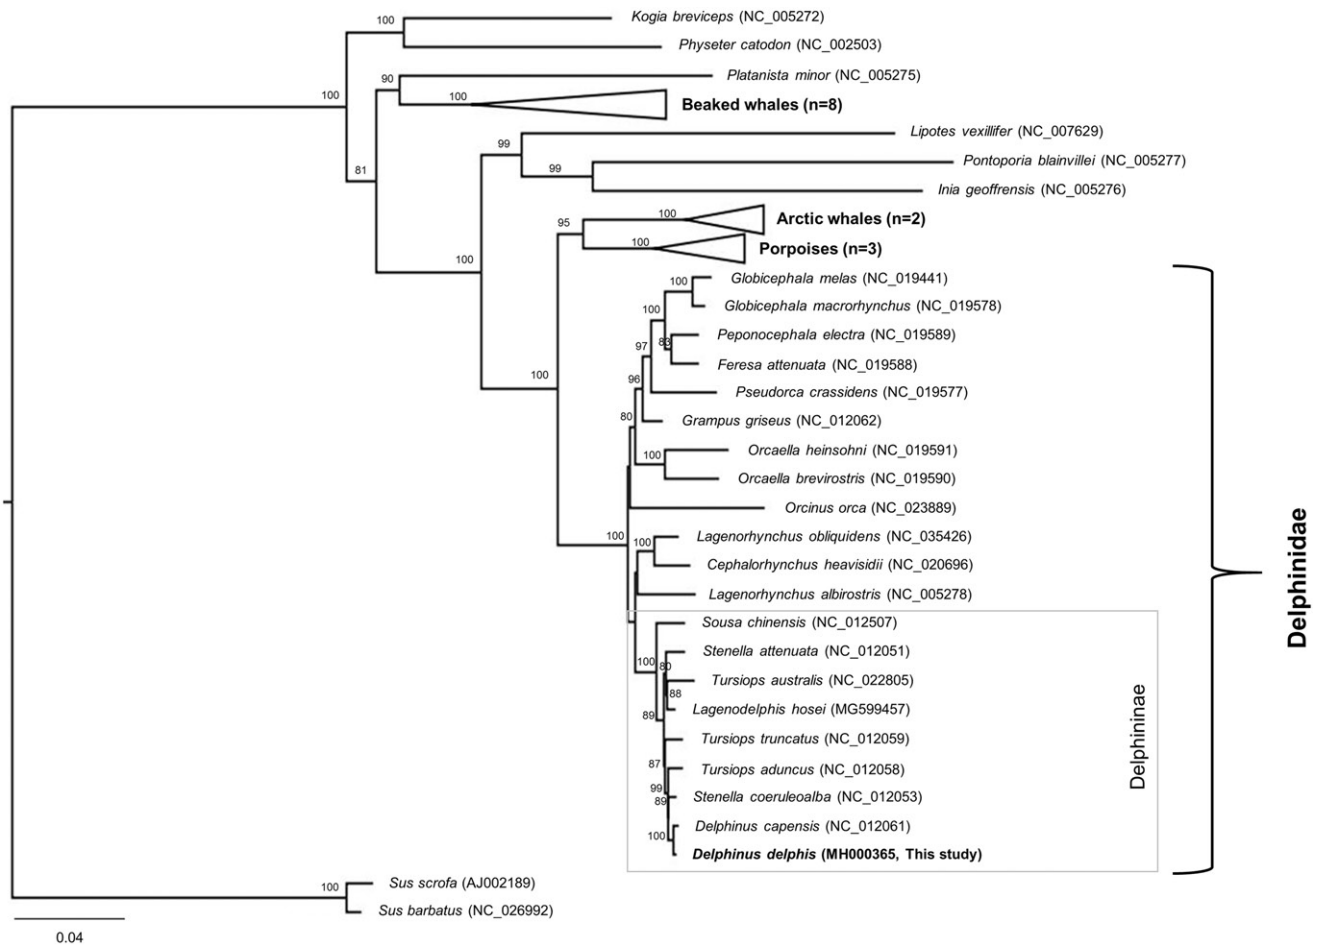 100
Kogia breviceps (NC_005272)
Physeter catodon (NC_002503)
100
90
Platanista minor (NC_005275)
100
Beaked whales (n=8)
81
99
Lipotes vexillifer (NC_007629)
99
Pontoporia blainvillei (NC_005277)
Inia geoffrensis (NC_005276)
100
95
100
Arctic whales (n=2)
100
Porpoises (n=3)
100
100
Globicephala melas (NC_019441)
Globicephala macrorhynchus (NC_019578)
100
Peponocephala electra (NC_019589)
83
97
Feresa attenuata (NC_019588)
96
Pseudorca crassidens (NC_019577)
80
Grampus griseus (NC_012062)
Orcaella heinsohni (NC_019591)
100
Orcaella brevirostris (NC_019590)
Orcinus orca (NC_023889)
100
100
Lagenorhynchus obliquidens (NC_035426)
Cephalorhynchus heavisidii (NC_020696)
Lagenorhynchus albirostris (NC_005278)
Sousa chinensis (NC_012507)
100
80
Stenella attenuata (NC_012051)
Tursiops australis (NC_022805)
88
89
Lagenodelphis hosei (MG599457)
Tursiops truncatus (NC_012059)
87
Tursiops aduncus (NC_012058)
99
89
Stenella coeruleoalba (NC_012053)
100
Delphinus capensis (NC_012061)
Delphinus delphis (MH000365, This study)
Delphininae
Delphinidae
100
Sus scrofa (AJ002189)
Sus barbatus (NC_026992)
0.04